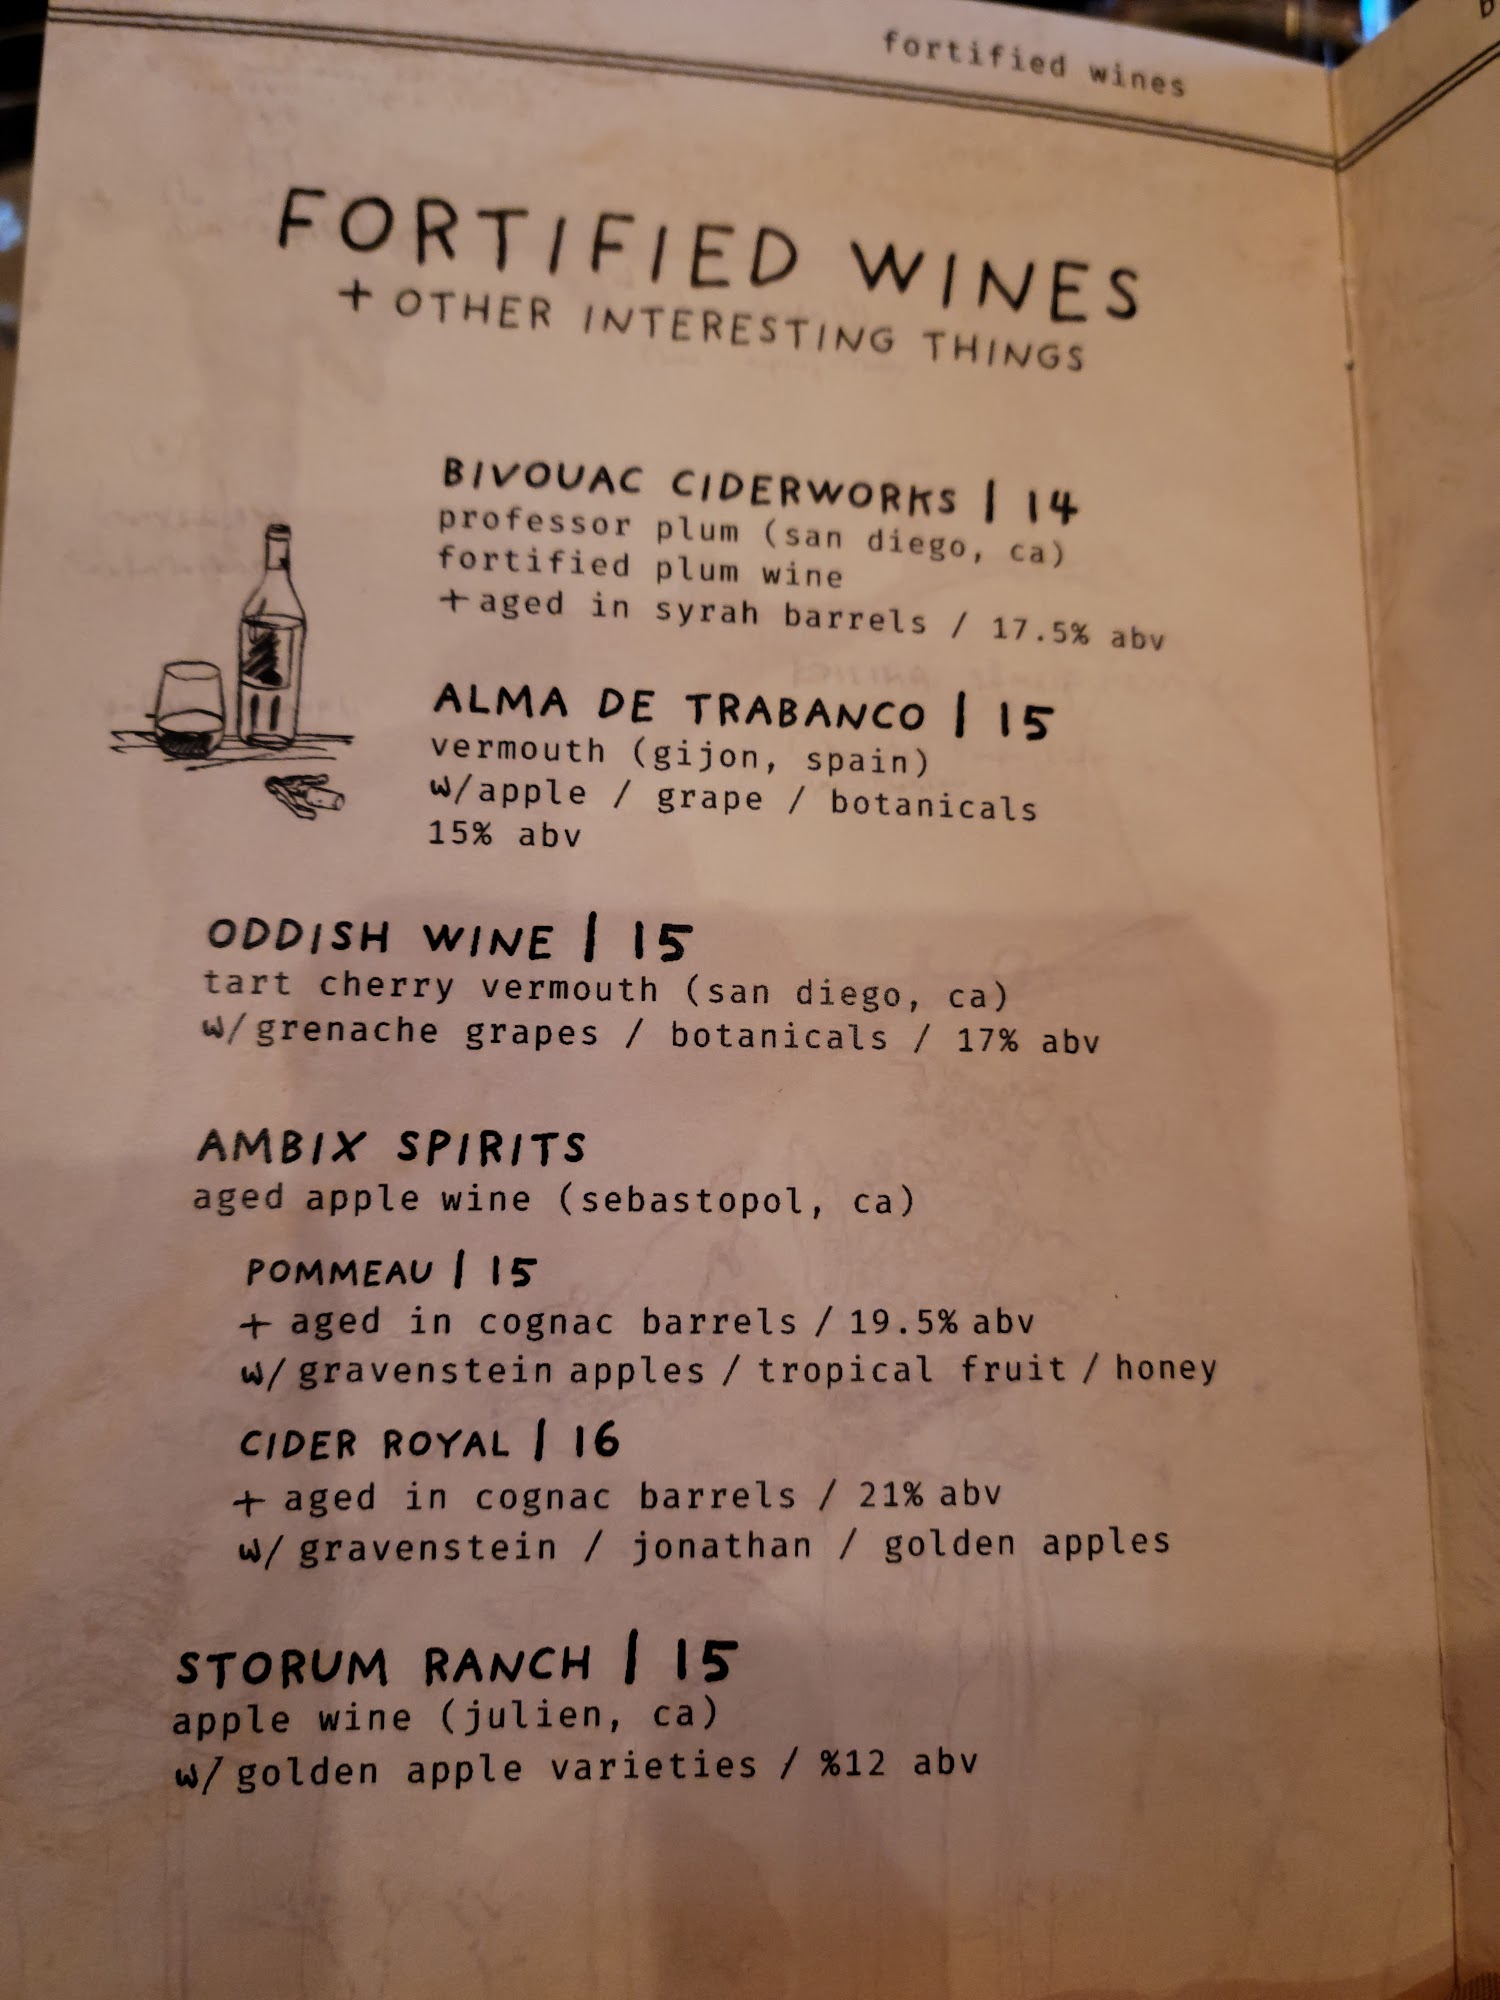 fortified wines
FORTIFIED WINES
+ OTHER INTERESTING THINGS
BIVOUAC CIDERWORKS | 14
professor plum (san diego, ca)
fortified plum wine
+ aged in syrah barrels / 17.5% abv
ALMA DE TRABANCO | 15
vermouth (gijon, spain)
w/apple / grape / botanicals
15% abv
ODDISH WINE | 15
tart cherry vermouth (san diego, ca)
w/grenache grapes / botanicals / 17% abv
AMBIX SPIRITS
aged apple wine (sebastopol, ca)
POMMEAU | 15
+ aged in cognac barrels / 19.5% abv
w/ gravenstein apples / tropical fruit / honey
CIDER ROYAL | 16
+ aged in cognac barrels / 21% abv
w/ gravenstein / jonathan / golden apples
STORUM RANCH | 15
apple wine (julien, ca)
w/ golden apple varieties / %12 abv